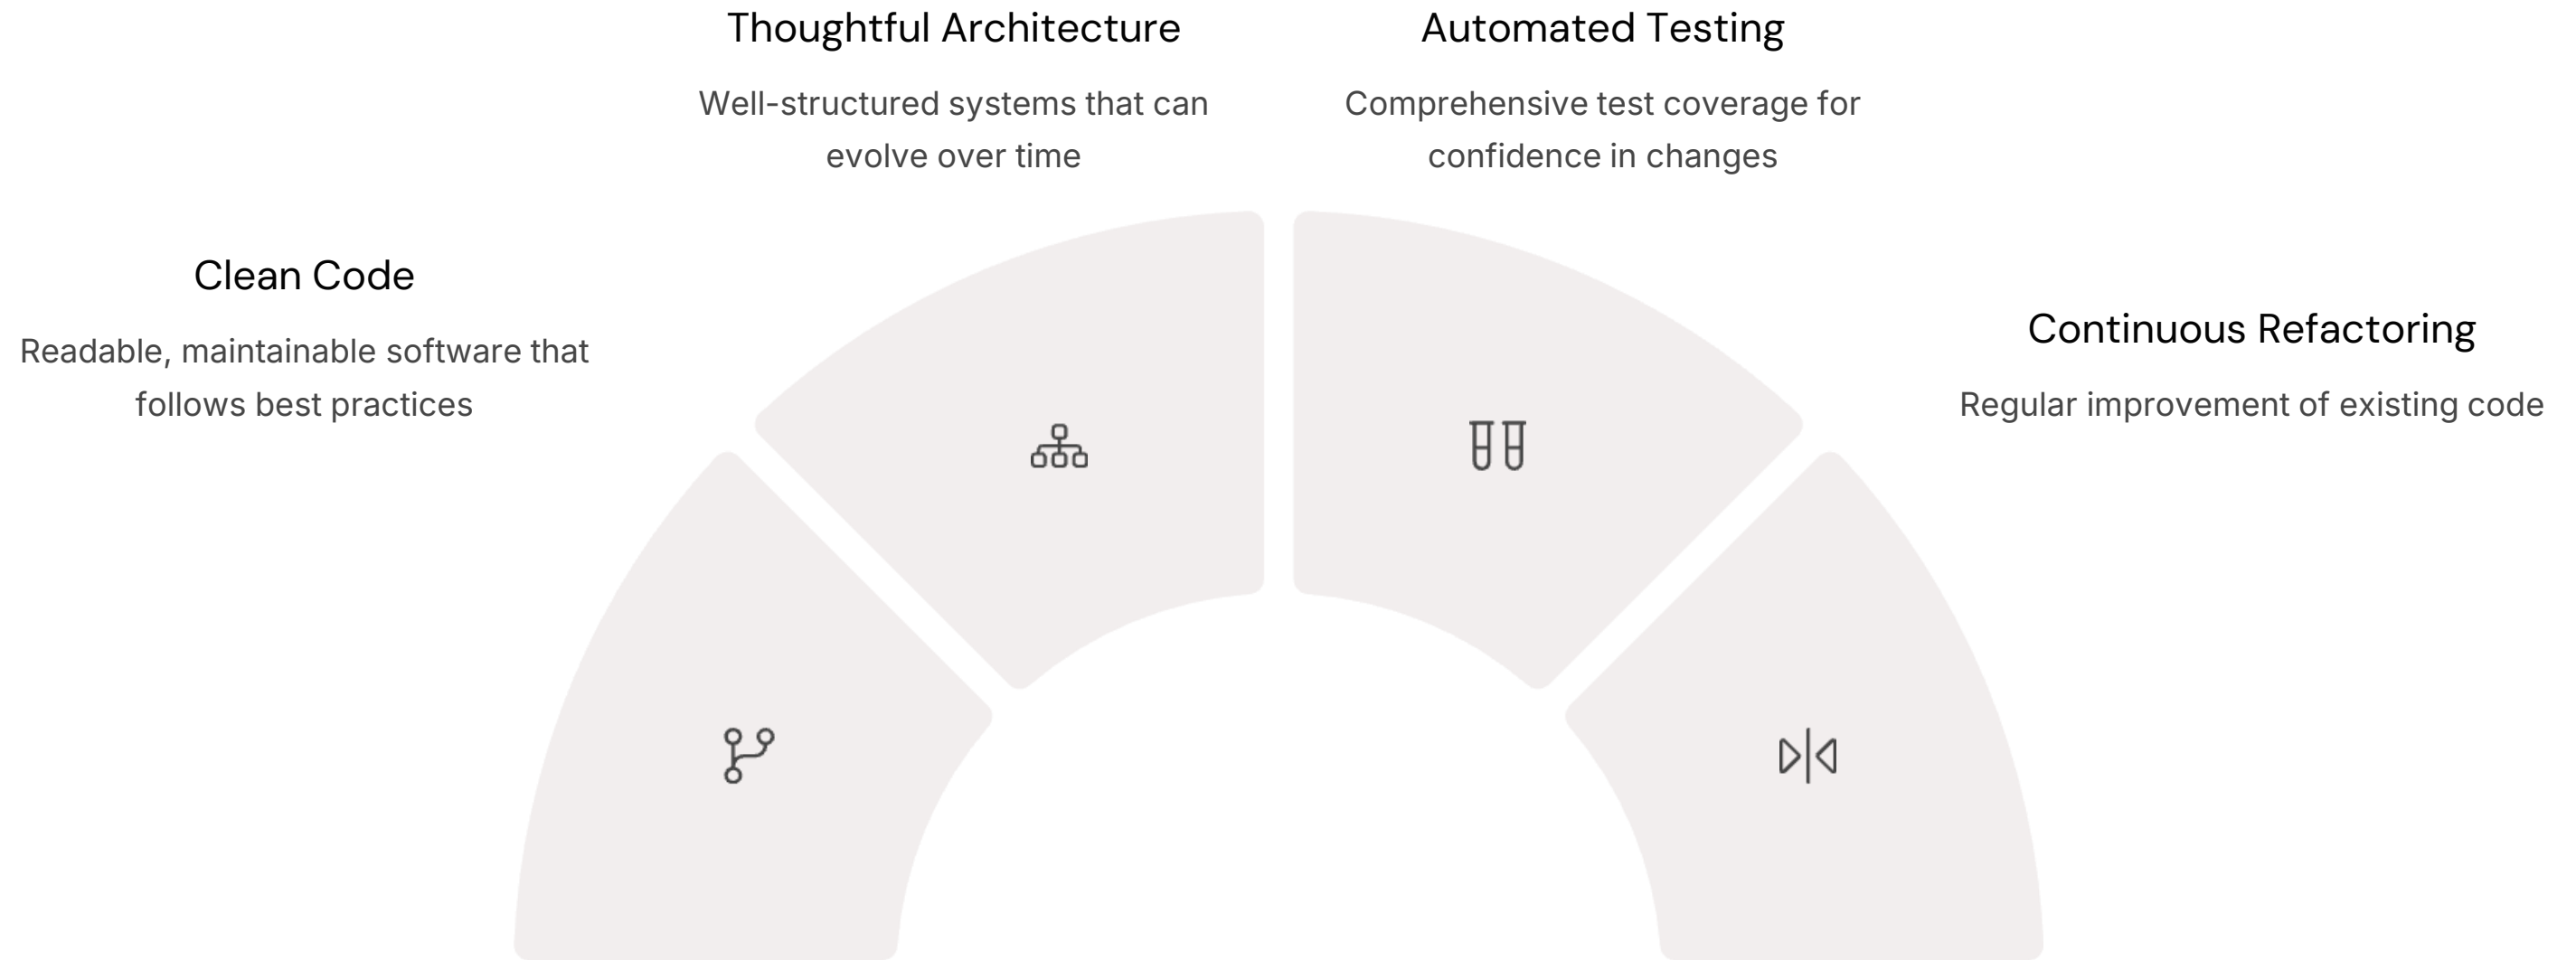 Thoughtful Architecture
Well-structured systems that can
evolve over time
Automated Testing
Comprehensive test coverage for
confidence in changes
Clean Code
Readable, maintainable software that
follows best practices
Continuous Refactoring
Regular improvement of existing code